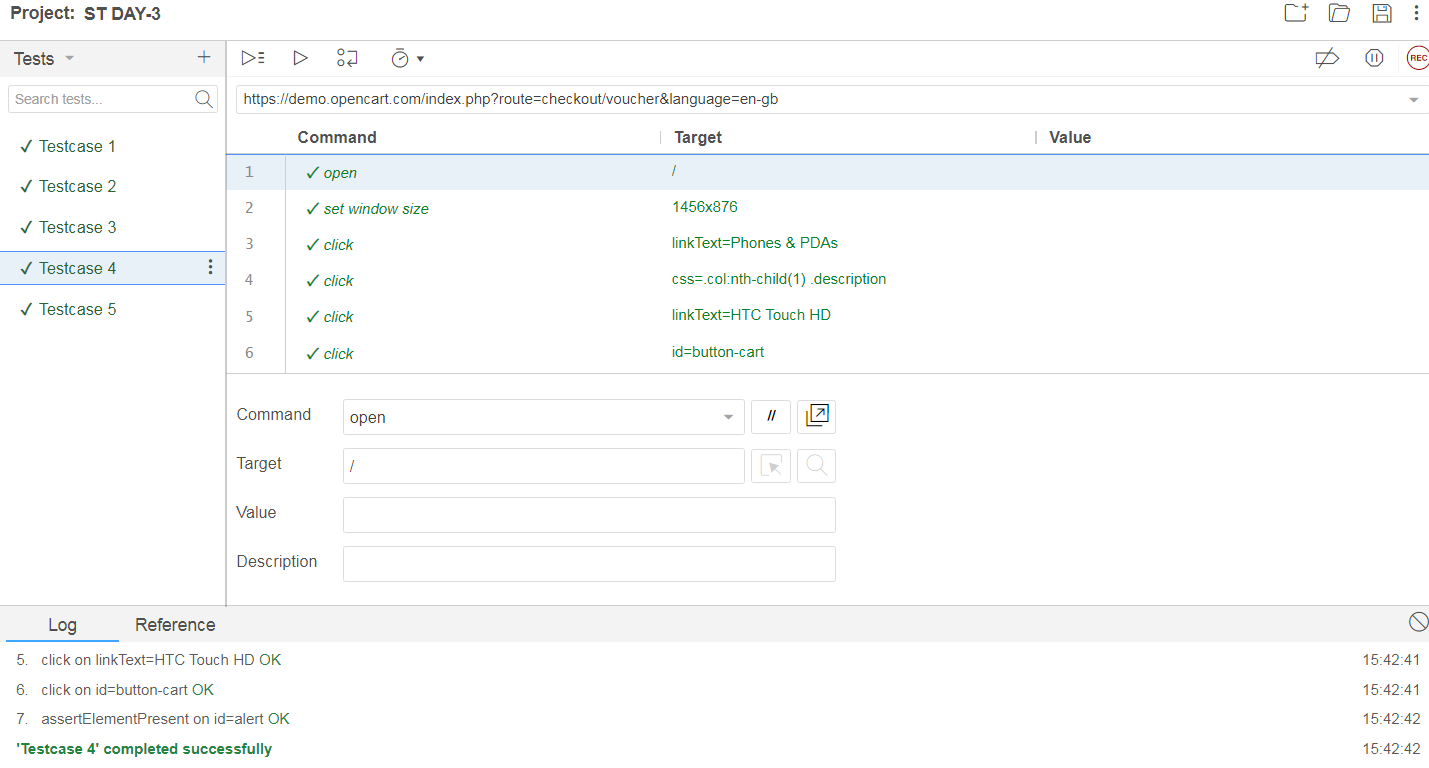 Project: ST DAY-3
Tests
Search tests...
Testcase 1
Testcase 2
Testcase 3
Testcase 4
Testcase 5
REC
https://demo.opencart.com/index.php?route=checkout/voucher&language=en-gb
Command Target Value
1 open /
2 set window size 1456x876
3 click linkText=Phones & PDAs
4 click css=.col:nth-child(1) .description
5 click linkText=HTC Touch HD
6 click id=button-cart
Command open //
Target /
Value
Description
Log Reference
5. click on linkText=HTC Touch HD OK 15:42:41
6. click on id=button-cart OK 15:42:41
7. assertElementPresent on id=alert OK 15:42:42
'Testcase 4' completed successfully 15:42:42